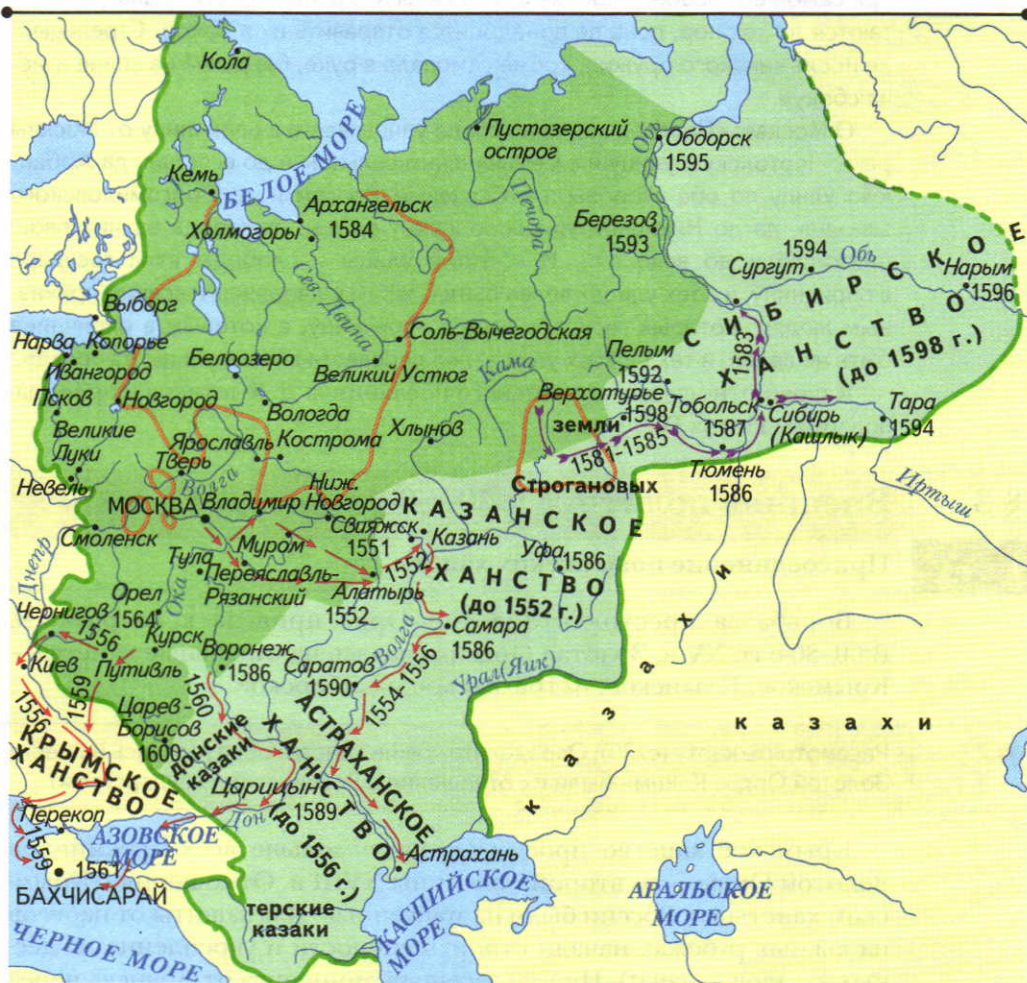 Кола
БЕЛОЕ МОРЕ
Пустозерский
острог
Обдорск
1595
Обь
Кемь
Архангельск
1584
Холмогоры
Печора
Березов
1593
Сев. Двина
Сургут
1594
Обь
Нарым
1596
СИБИРСКОЕ
ХАНСТВО
(до 1598 г.)
1583
Выборг
Нарва
Копорье
Ивангород
Псков
Новгород
Белоозеро
Соль-Вычегодская
Великий Устюг
Кама
Пелым
1592
Верхотурье
1598
Тобольск
1587
Сибирь
(Кашлык)
Тара
1594
Великие
Луки
Невель
Вологда
Ярославль
Кострома
Хлынов
Тверь
Волга
земли
Строгановых
1581-1585
Тюмень
1586
Иртыш
МОСКВА
Владимир
Ниж.
Новгород
Смоленск
Днепр
Муром
Свияжск
1551
Казань
КАЗАНСКОЕ
ХАНСТВО
(до 1552 г.)
Уфа
1586
Тула
Переяславль-
Рязанский
Ока
Алатырь
1552
1552
Орел
1564
Чернигов
1556
Курск
Воронеж
1586
Волга
Самара
1586
Саратов
1590
1554-1556
Урал(Яик)
Киев
Путивль
1556
1559
1560
Царев-
Борисов
1600
донские
казаки
КРЫМСКОЕ
ХАНСТВО
АСТРАХАНСКОЕ
ХАНСТВО
(до 1556 г.)
Царицын
1589
Дон
казахи
казахи
Перекоп
1559
АЗОВСКОЕ
МОРЕ
1561
БАХЧИСАРАЙ
Астрахань
терские
казаки
КАСПИЙСКОЕ
МОРЕ
АРАЛЬСКОЕ
МОРЕ
ЧЕРНОЕ МОРЕ